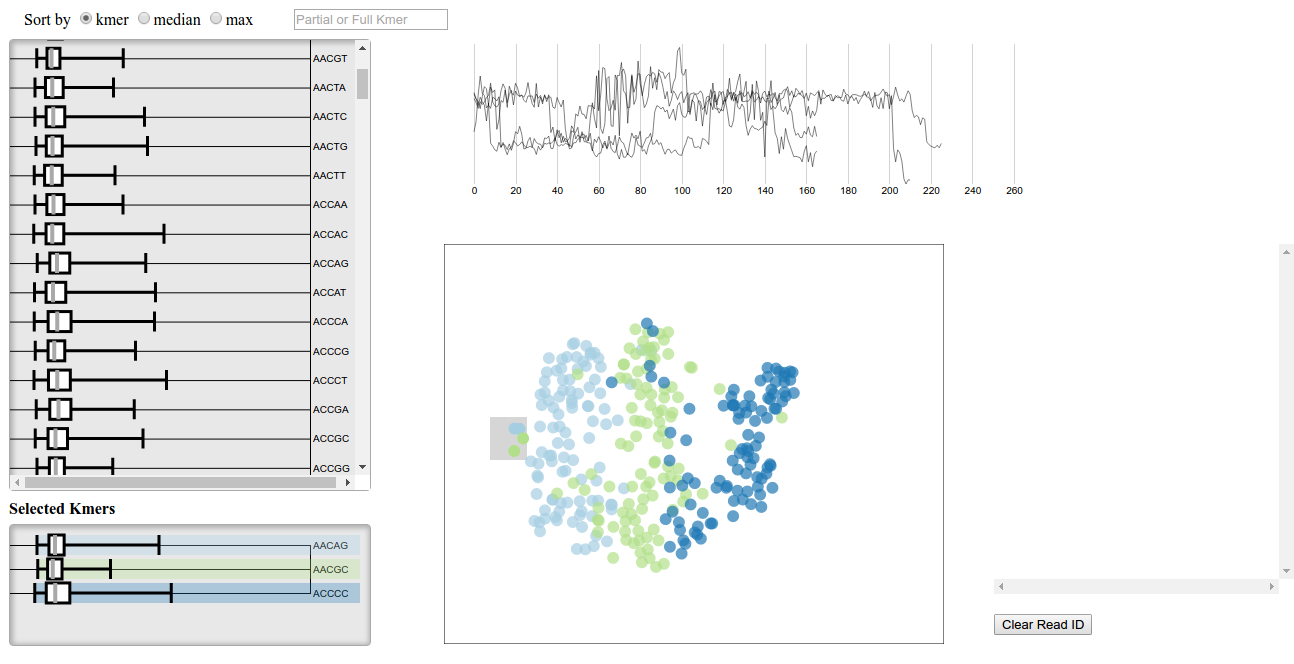 Sort by kmer median max
Partial or Full Kmer
AACGT
AACTA
AACTC
AACTG
AACTT
ACCAA
ACCAC
ACCAG
ACCAT
ACCCA
ACCCG
ACCCT
ACCGA
ACCGC
ACCGG
Selected Kmers
AACAG
AACGC
ACCCC
0 20 40 60 80 100 120 140 160 180 200 220 240 260
Clear Read ID